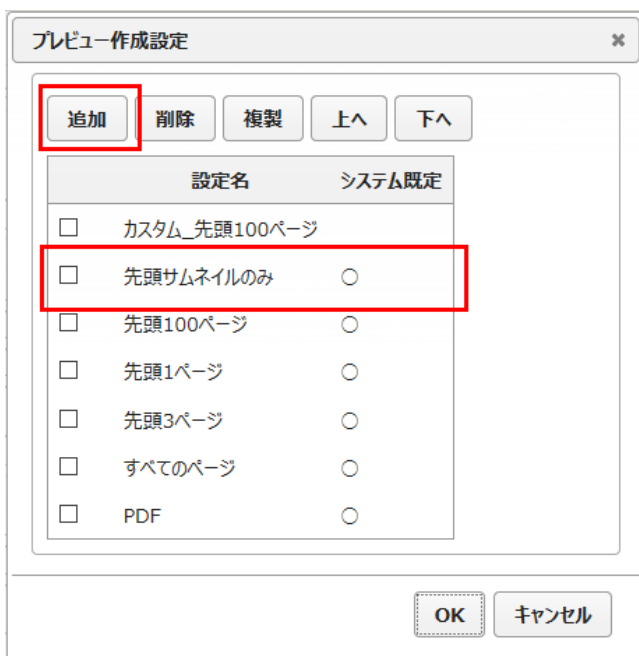 プレビュー作成設定 ×
追加 削除 複製 上へ 下へ
設定名 システム既定
カスタム_先頭100ページ
先頭サムネイルのみ ○
先頭100ページ ○
先頭1ページ ○
先頭3ページ ○
すべてのページ ○
PDF ○
OK キャンセル